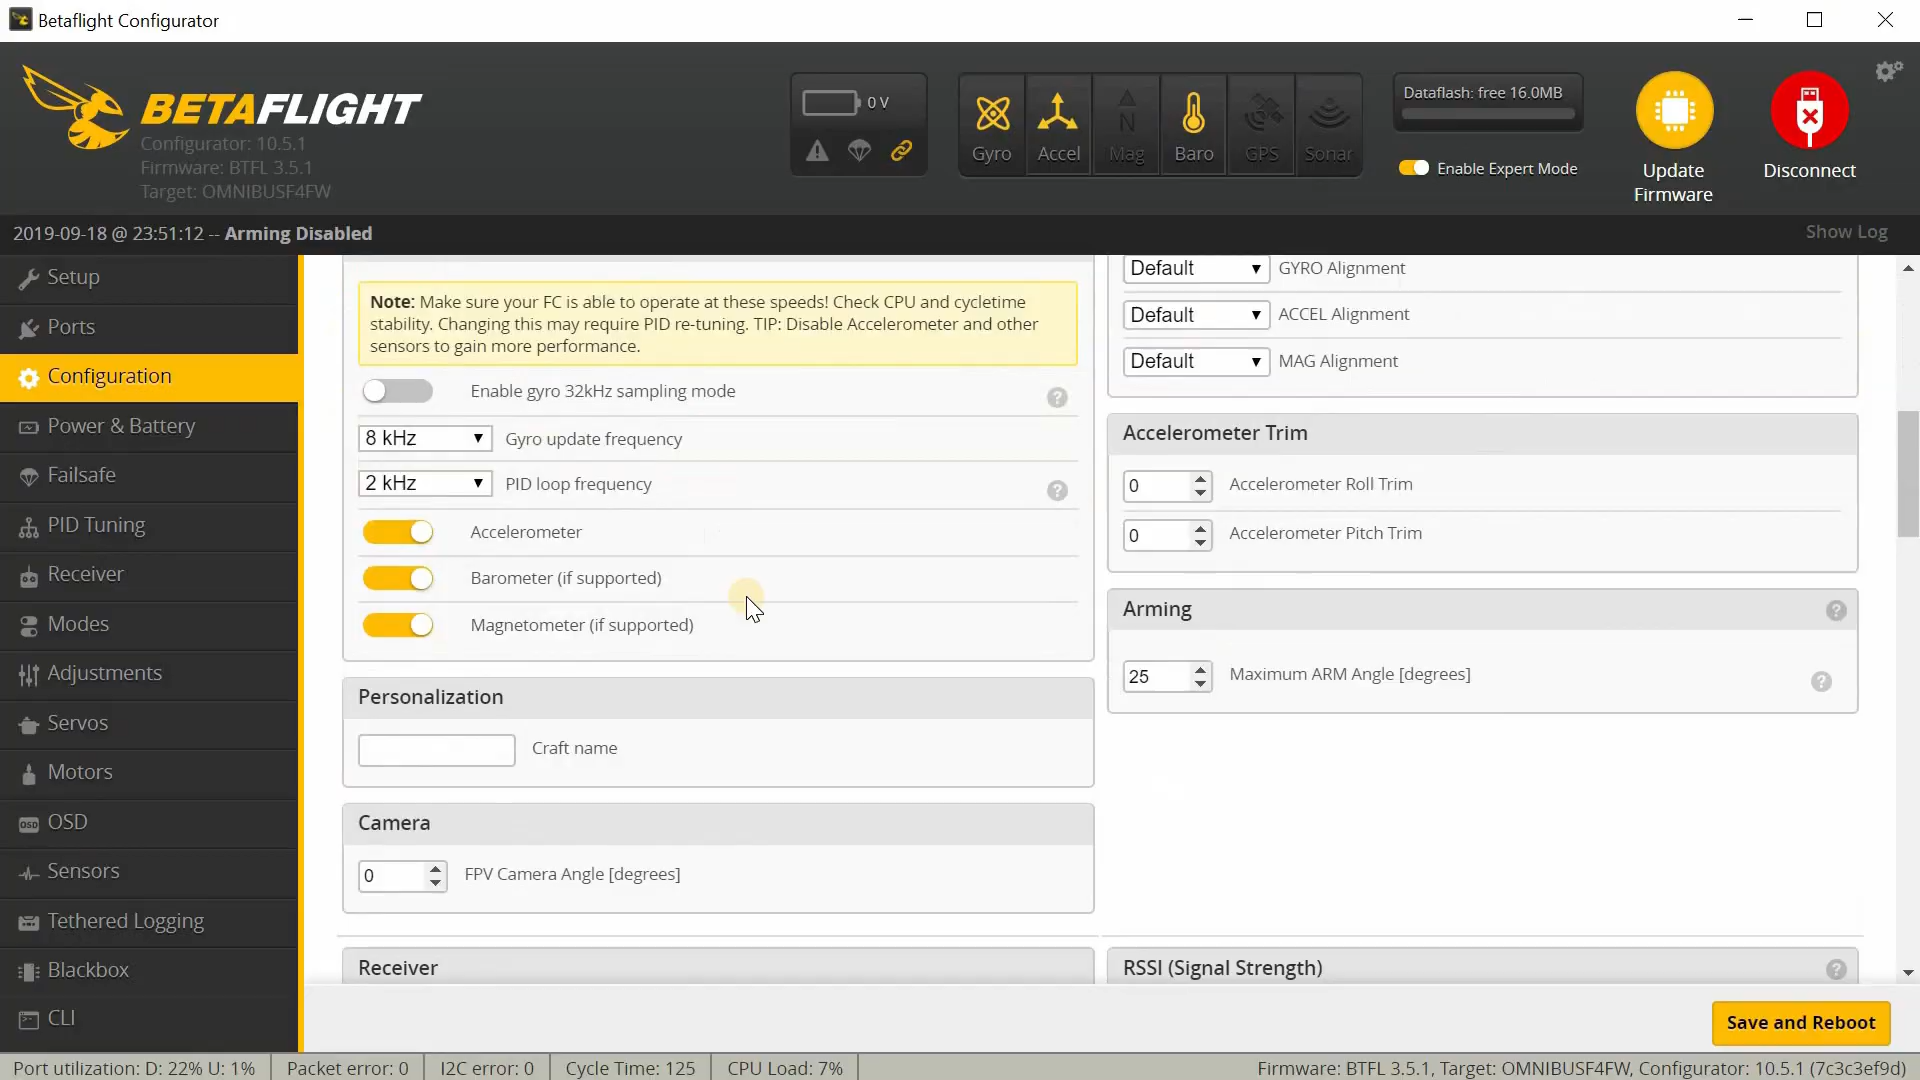 Betaflight Configurator
BETAFLIGHT
Configurator: 10.5.1
Firmware: BTFL 3.5.1
Target: OMNIBUSF4FW
0 V
Gyro
Accel
N
Mag
Baro
GPS
Sonar
Dataflash: free 16.0MB
Enable Expert Mode
Update
Firmware
Disconnect
2019-09-18 @ 23:51:12 -- Arming Disabled
Show Log
Setup
Ports
Configuration
Power & Battery
Failsafe
PID Tuning
Receiver
Modes
Adjustments
Servos
Motors
OSD
OSD
Sensors
Tethered Logging
Blackbox
CLI
Note: Make sure your FC is able to operate at these speeds! Check CPU and cycletime
stability. Changing this may require PID re-tuning. TIP: Disable Accelerometer and other
sensors to gain more performance.
Enable gyro 32kHz sampling mode
?
8 kHz
Gyro update frequency
2 kHz
PID loop frequency
?
Accelerometer
Barometer (if supported)
Magnetometer (if supported)
Personalization
Craft name
Camera
0
FPV Camera Angle [degrees]
Receiver
Default
GYRO Alignment
Default
ACCEL Alignment
Default
MAG Alignment
Accelerometer Trim
0
Accelerometer Roll Trim
0
Accelerometer Pitch Trim
Arming
?
25
Maximum ARM Angle [degrees]
?
RSSI (Signal Strength)
?
Save and Reboot
Port utilization: D: 22% U: 1%
Packet error: 0
I2C error: 0
Cycle Time: 125
CPU Load: 7%
Firmware: BTFL 3.5.1, Target: OMNIBUSF4FW, Configurator: 10.5.1 (7c3c3ef9d)